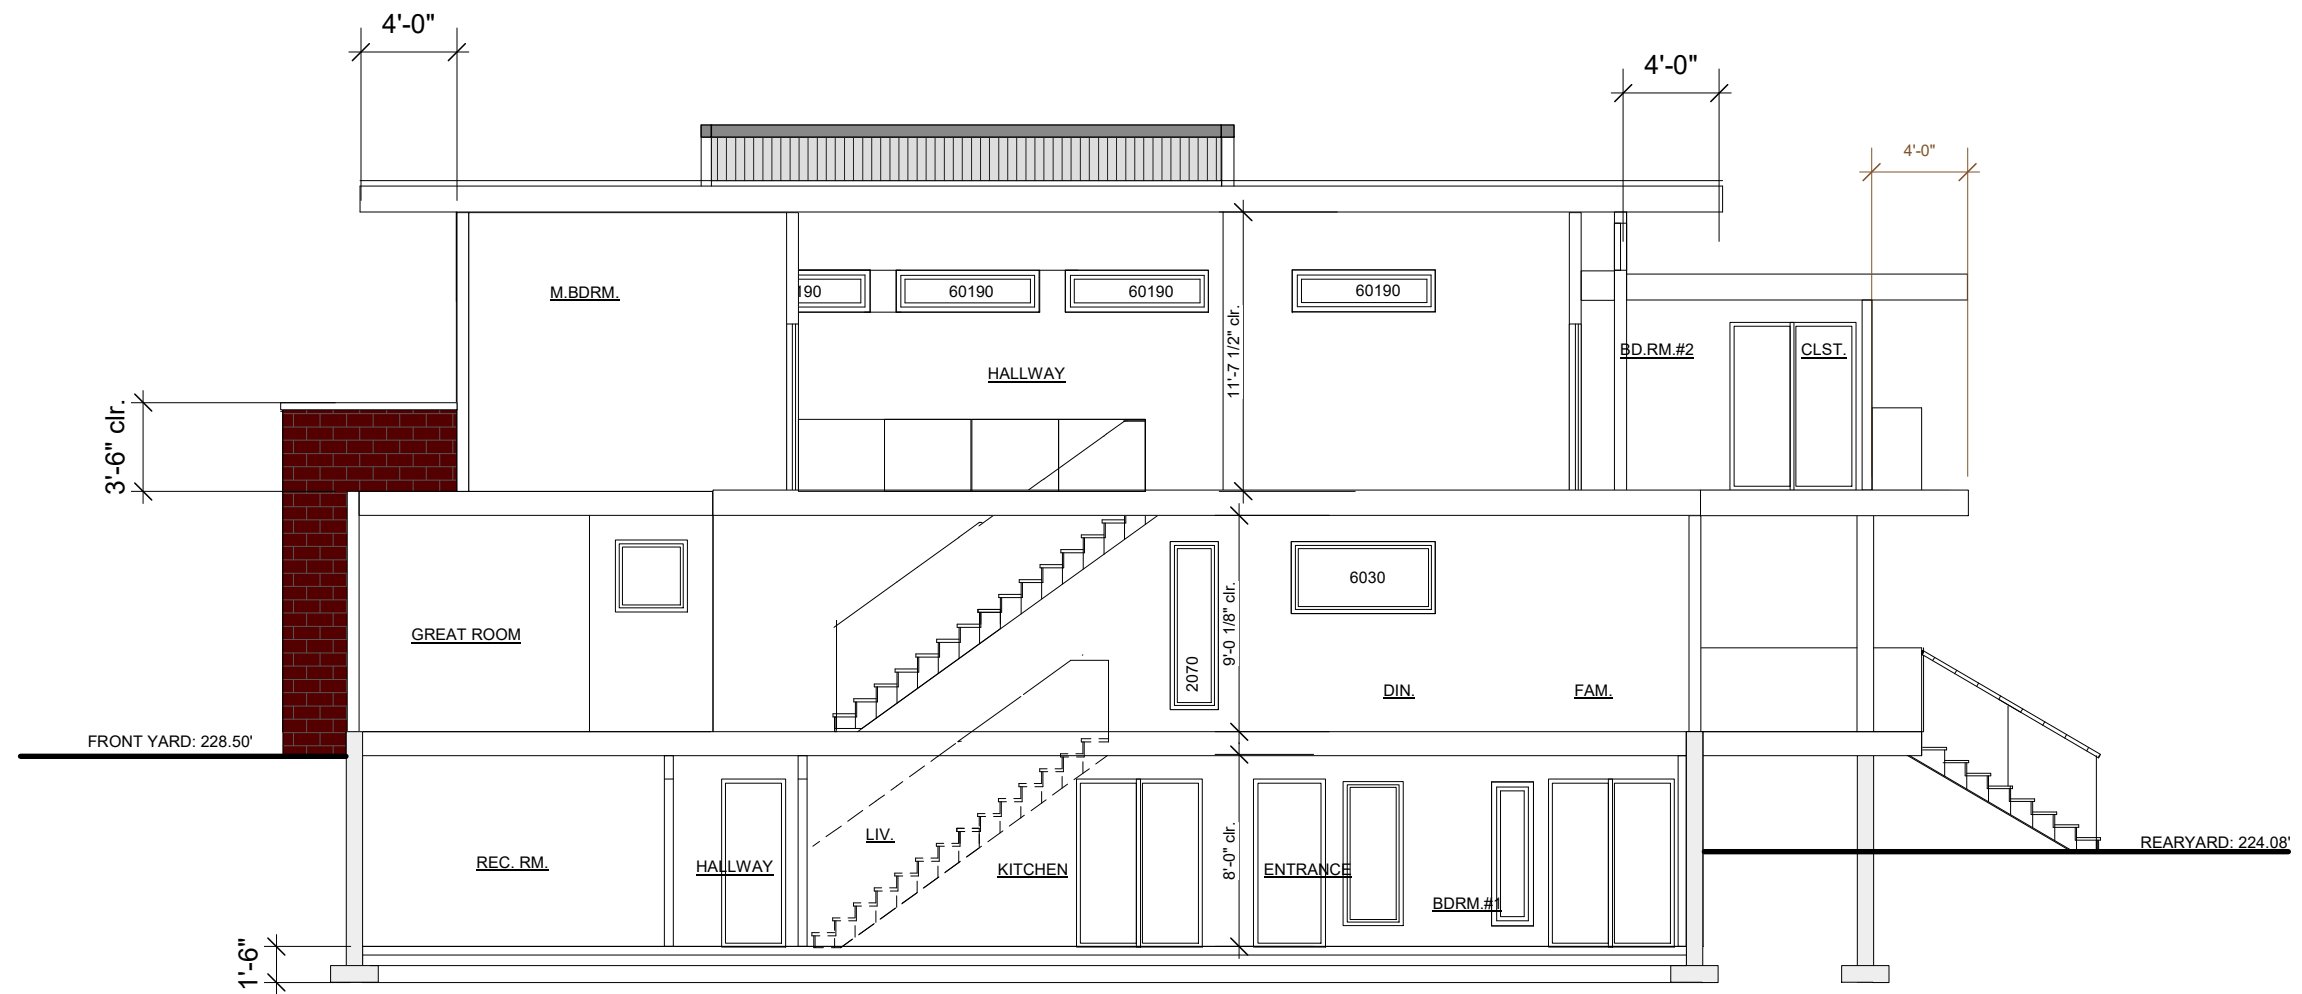 4'-0"
4'-0"
4'-0"
M.BDRM.
190
60190
60190
60190
11'-7 1/2" clr.
BD.RM.#2
CLST.
HALLWAY
3'-6" clr.
6030
9'-0 1/8" clr.
GREAT ROOM
2070
DIN.
FAM.
FRONT YARD: 228.50'
LIV.
REARYARD: 224.08'
REC. RM.
HALLWAY
KITCHEN
8'-0" clr.
ENTRANCE
BDRM.#1
1'-6"